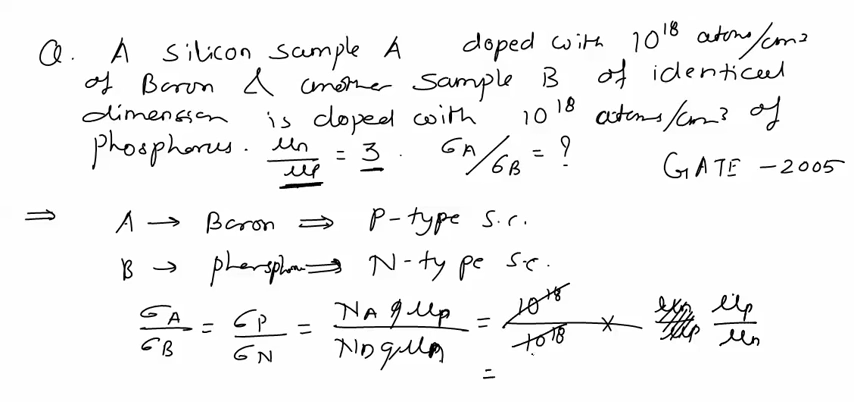 Q. A silicon sample A doped with 10^18 atoms/cm3
of Boron & another sample B of identical
dimension is doped with 10^18 atoms/cm3 of
Phosphorus. μn/μp = 3. σA/σB = ?
GATE - 2005
⇒ A → Boron ⇒ P-type s.c.
B → ⇒ N-type s.c.
σA/σB = σP/σN = NA q μp / ND q μn = 10^18/10^18 × μp/μn
=